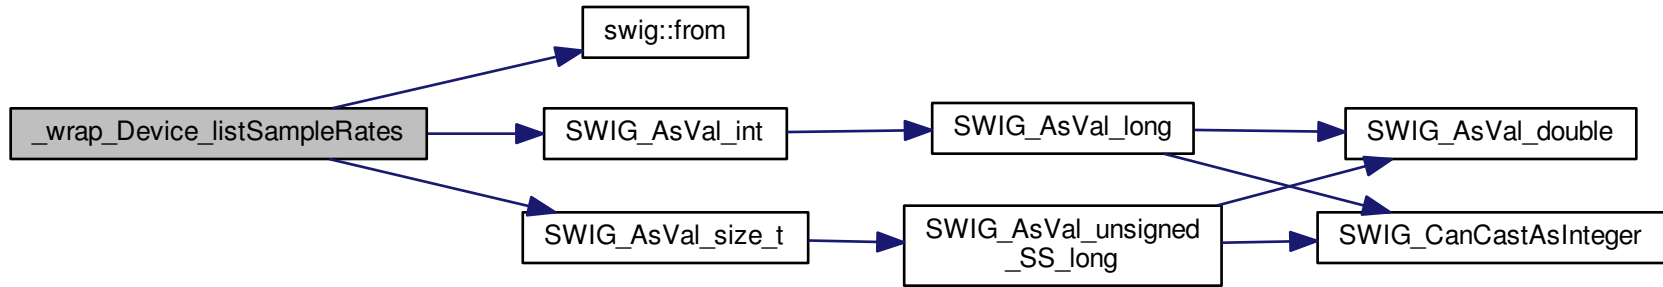 swig::from
_wrap_Device_listSampleRates
SWIG_AsVal_int
SWIG_AsVal_long
SWIG_AsVal_double
SWIG_AsVal_size_t
SWIG_AsVal_unsigned
_SS_long
SWIG_CanCastAsInteger